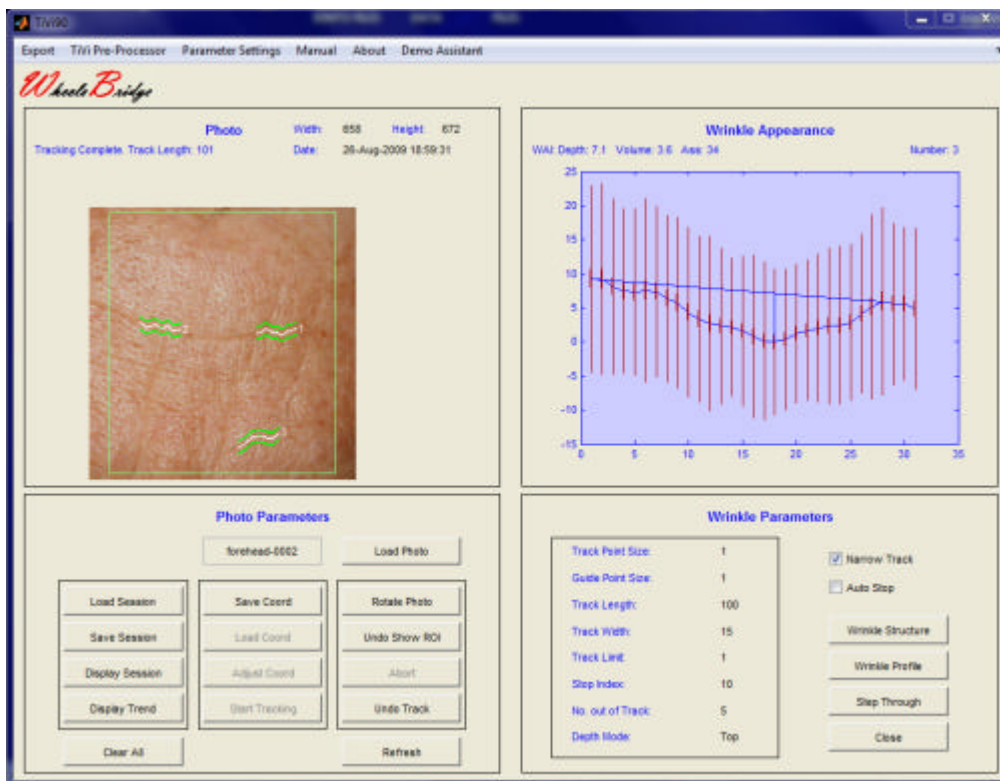 TiVi90
Export TiVi Pre-Processor Parameter Settings Manual About Demo Assistant
WheelsBridge
Photo Width: 658 Height: 672
Tracking Complete. Track Length: 101 Date: 26-Aug-2009 18:59:31
Wrinkle Appearance
WAI: Depth: 7.1 Volume: 3.6 Ass: 34 Number: 3
25
20
15
10
5
0
-5
-10
-15
0 5 10 15 20 25 30 35
Photo Parameters
forehead-0002 Load Photo
Load Session Save Coord Rotate Photo
Save Session Load Coord Undo Show ROI
Display Session Adjust Coord Abort
Display Trend Start Tracking Undo Track
Clear All Refresh
Wrinkle Parameters
Track Point Size: 1
Guide Point Size: 1
Track Length: 100
Track Width: 15
Track Limit: 1
Stop Index: 10
No. out of Track: 5
Depth Mode: Top
Narrow Track
Auto Stop
Wrinkle Structure
Wrinkle Profile
Step Through
Close